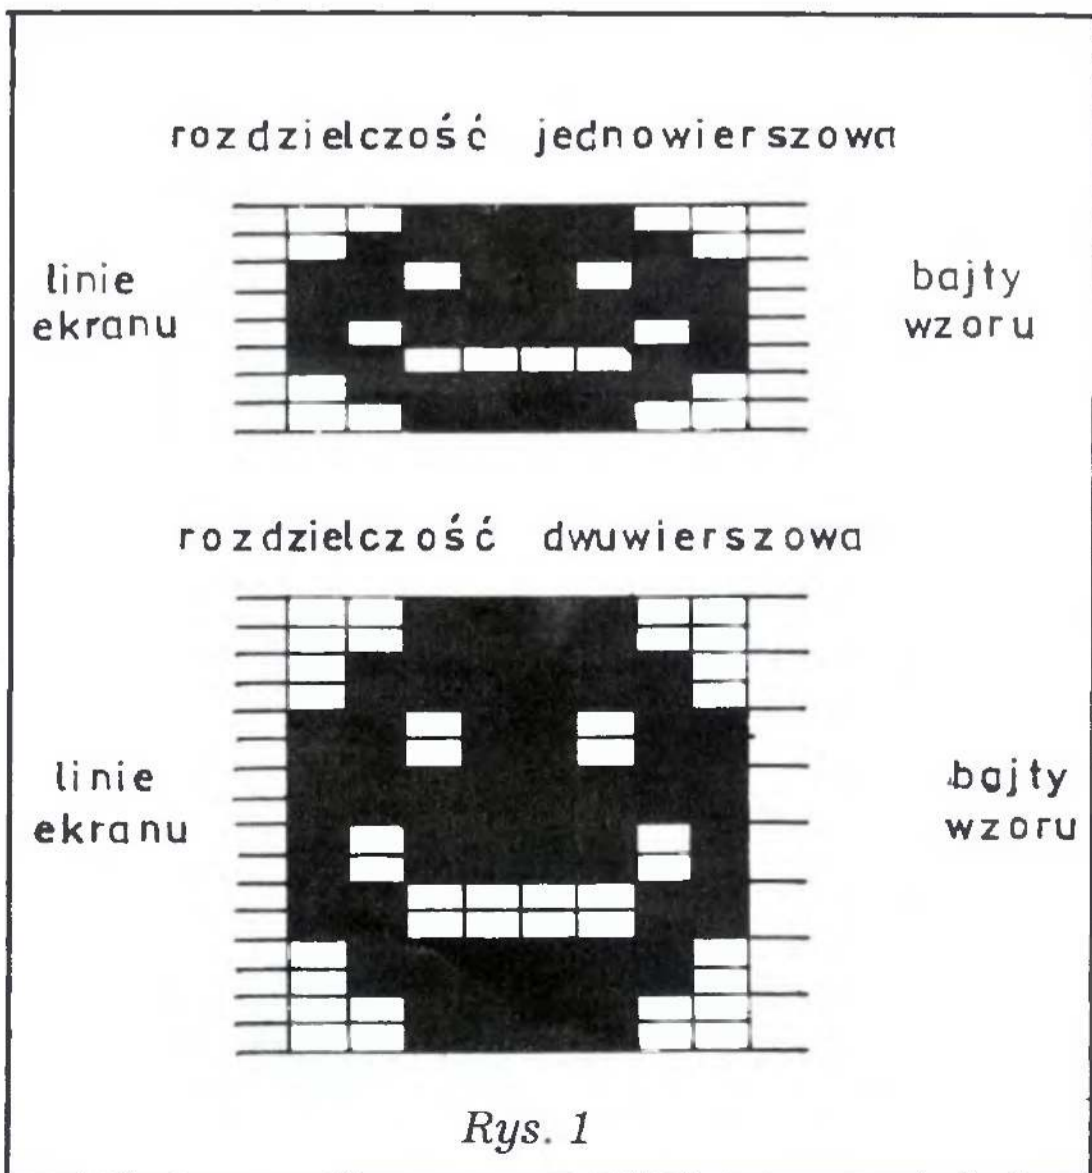 rozdzielczość jednowierszowa
linie
ekranu
bajty
wzoru
rozdzielczość dwuwierszowa
linie
ekranu
bajty
wzoru
Rys. 1